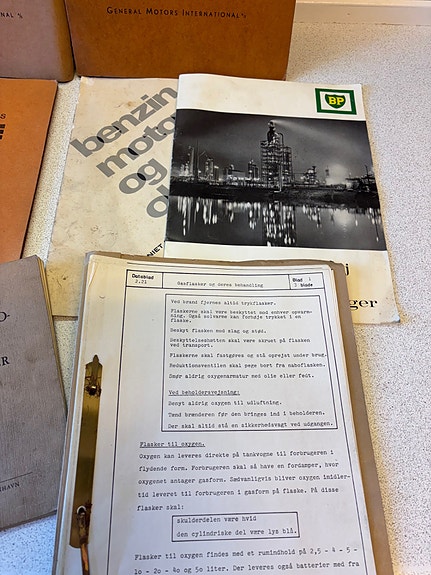 GENERAL MOTORS INTERNATIONAL A/S
BP
benzin
motor
og
Datablad
2.21
Gasflasker og deres behandling
Blad 1
3 blade
Ved brand fjernes altid trykflasker.
Flaskerne skal være beskyttet mod enhver opvarm-
ning. Også solvarme kan forhøje trykket i en
flaske.
Beskyt flasken mod slag og stød.
Beskyttelseshætten skal være skruet på flasken
ved transport.
Flaskerne skal fastgøres og stå oprejst under brug.
Reduktionsventilen skal pege bort fra naboflasken.
Smør aldrig oxygenarmatur med olie eller fedt.
Ved beholdersvejsning:
Benyt aldrig oxygen til udluftning.
Tænd brænderen før den bringes ind i beholderen.
Der skal altid stå en sikkerhedsvagt ved udgangen.
Flasker til oxygen.
Oxygen kan leveres direkte på tankvogne til forbrugeren i
flydende form. Forbrugeren skal så have en fordamper, hvor
oxygenet antager gasform. Sædvanligvis bliver oxygen imidler-
tid leveret til forbrugeren i gasform på flaske. På disse
flasker skal:
skulderdelen være hvid
den cylindriske del være lys blå.
Flasker til oxygen findes med et rumindhold på 2,5 - 4 - 5 -
10 - 20 - 40 og 50 liter. Der leveres også batterier med fra